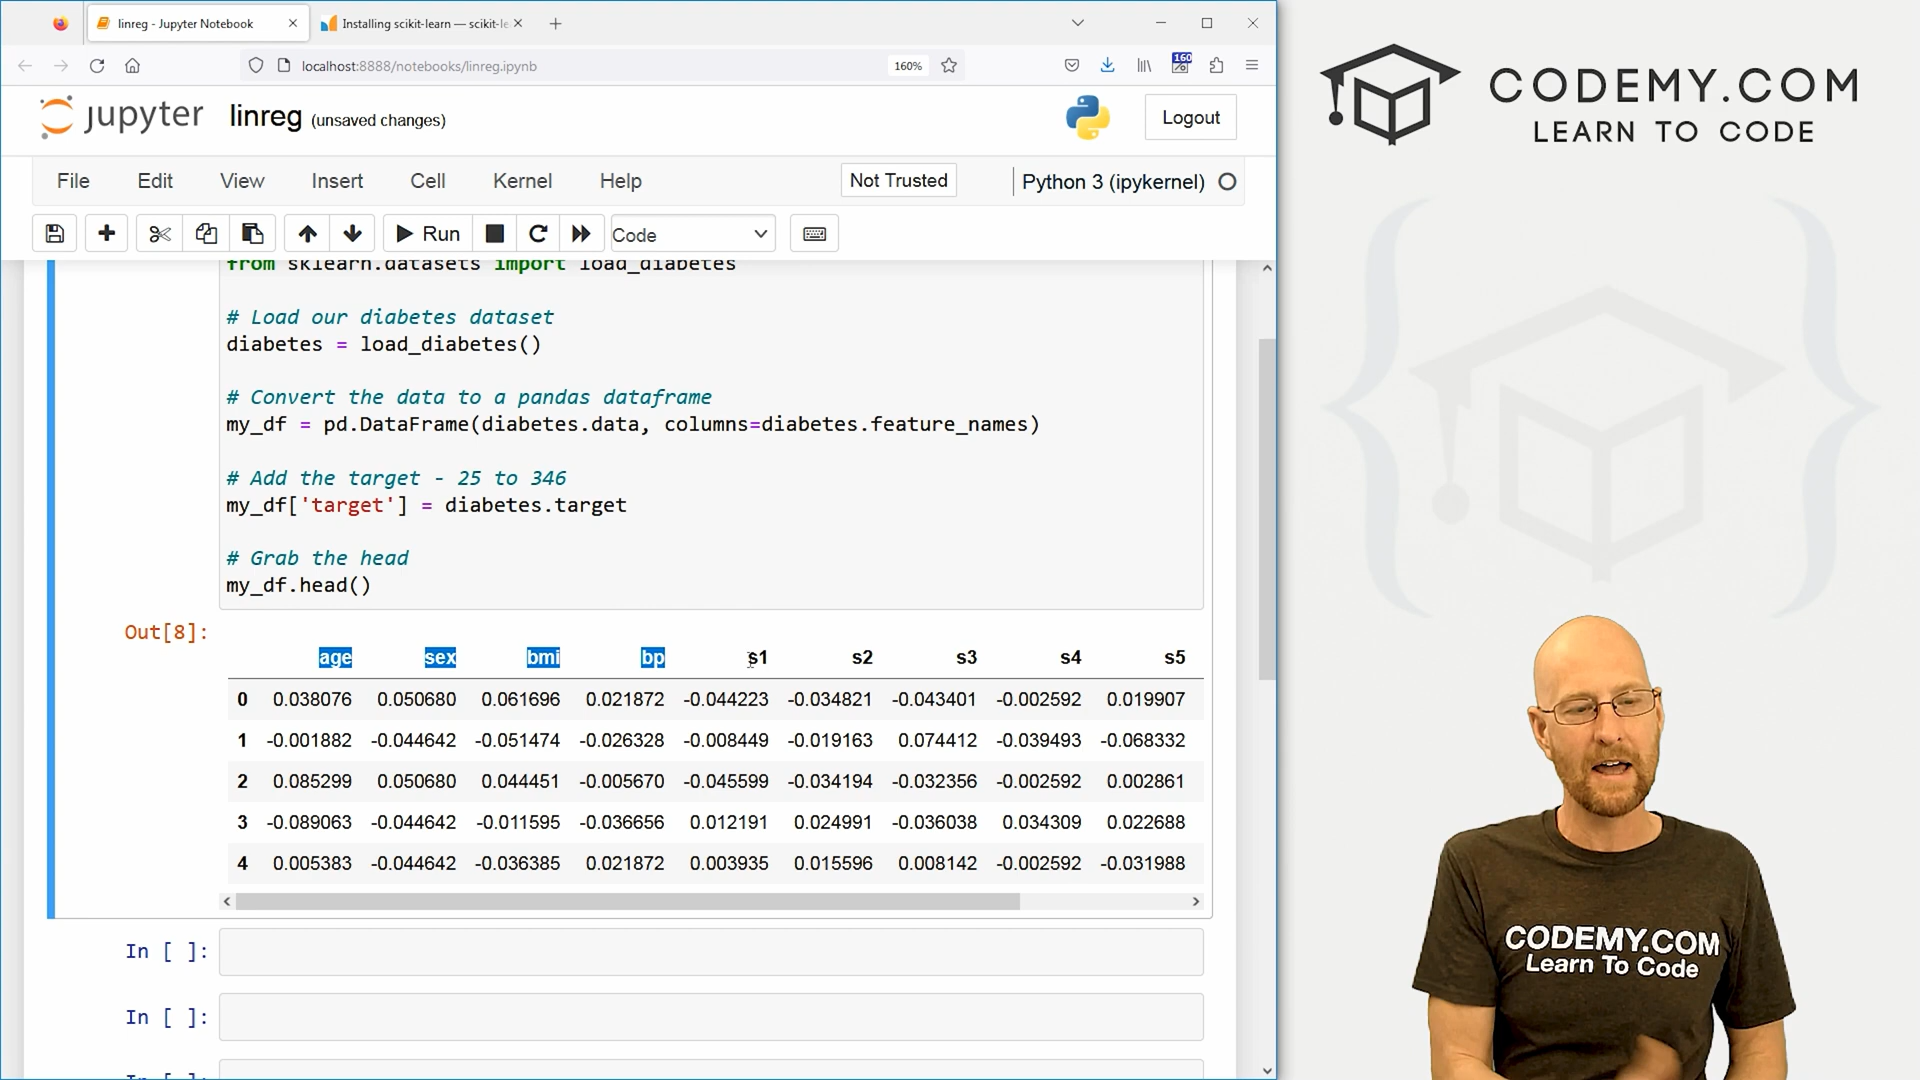 linreg - Jupyter Notebook
Installing scikit-learn — scikit-le
localhost:8888/notebooks/linreg.ipynb
160%
160
jupyter linreg (unsaved changes)
Logout
File Edit View Insert Cell Kernel Help
Not Trusted
Python 3 (ipykernel)
Run
Code
from sklearn.datasets import load_diabetes
# Load our diabetes dataset
diabetes = load_diabetes()
# Convert the data to a pandas dataframe
my_df = pd.DataFrame(diabetes.data, columns=diabetes.feature_names)
# Add the target - 25 to 346
my_df['target'] = diabetes.target
# Grab the head
my_df.head()
Out[8]:
age sex bmi bp s1 s2 s3 s4 s5
0 0.038076 0.050680 0.061696 0.021872 -0.044223 -0.034821 -0.043401 -0.002592 0.019907
1 -0.001882 -0.044642 -0.051474 -0.026328 -0.008449 -0.019163 0.074412 -0.039493 -0.068332
2 0.085299 0.050680 0.044451 -0.005670 -0.045599 -0.034194 -0.032356 -0.002592 0.002861
3 -0.089063 -0.044642 -0.011595 -0.036656 0.012191 0.024991 -0.036038 0.034309 0.022688
4 0.005383 -0.044642 -0.036385 0.021872 0.003935 0.015596 0.008142 -0.002592 -0.031988
In [ ]:
In [ ]:
In [ ]:
CODEMY.COM
LEARN TO CODE
CODEMY.COM
Learn To Code